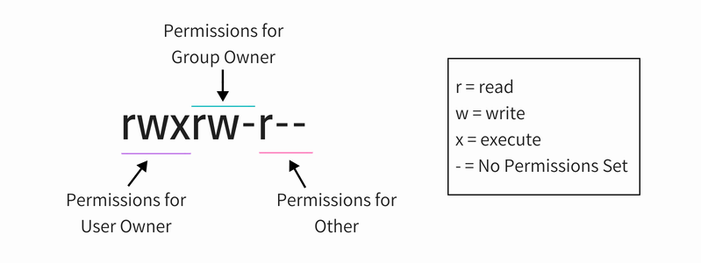 Permissions for
Group Owner
rwxrw-r--
Permissions for
User Owner
Permissions for
Other
r = read
w = write
x = execute
- = No Permissions Set